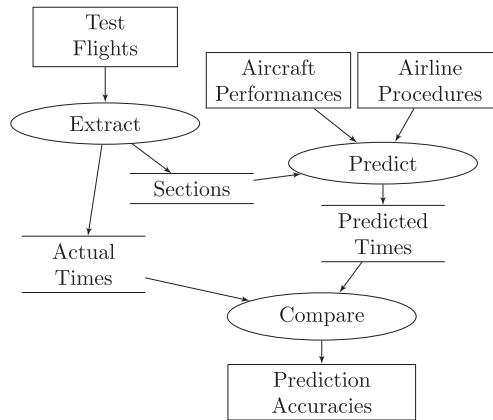 Test
Flights
Aircraft
Performances
Airline
Procedures
Extract
Predict
Sections
Predicted
Times
Actual
Times
Compare
Prediction
Accuracies